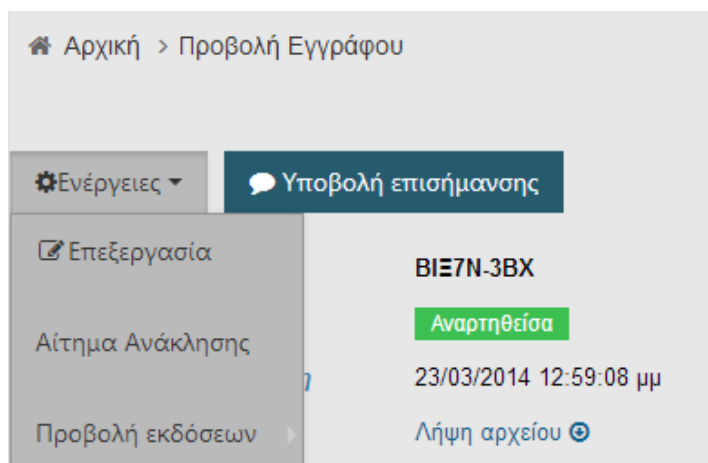 Αρχική > Προβολή Εγγράφου
Ενέργειες Υποβολή επισήμανσης
Επεξεργασία
ΒΙΞ7Ν-3ΒΧ
Αναρτηθείσα
Αίτημα Ανάκλησης
23/03/2014 12:59:08 μμ
Προβολή εκδόσεων
Λήψη αρχείου